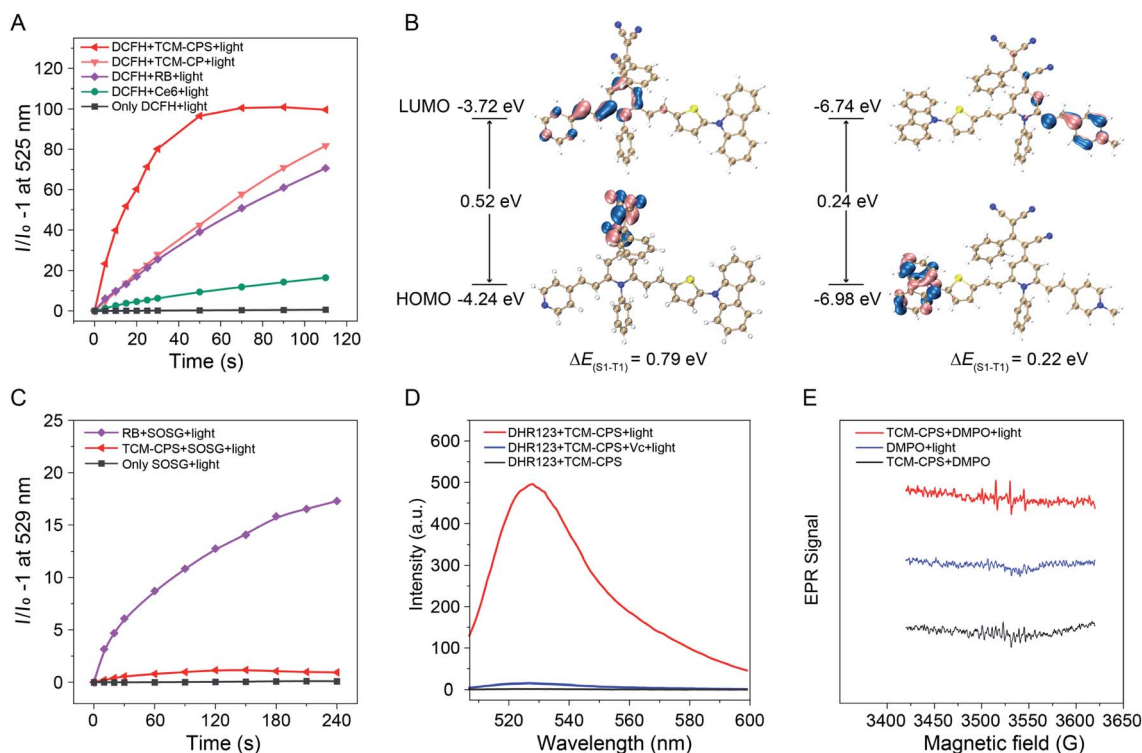 A
DCFH+TCM-CPS+light
DCFH+TCM-CP+light
DCFH+RB+light
DCFH+Ce6+light
Only DCFH+light
I/I₀ -1 at 525 nm
120
100
80
60
40
20
0
0 20 40 60 80 100 120
Time (s)
B
LUMO -3.72 eV
0.52 eV
HOMO -4.24 eV
ΔE(S1-T1) = 0.79 eV
-6.74 eV
0.24 eV
-6.98 eV
ΔE(S1-T1) = 0.22 eV
C
RB+SOSG+light
TCM-CPS+SOSG+light
Only SOSG+light
I/I₀ -1 at 529 nm
25
20
15
10
5
0
0 60 120 180 240
Time (s)
D
DHR123+TCM-CPS+light
DHR123+TCM-CPS+Vc+light
DHR123+TCM-CPS
Intensity (a.u.)
600
500
400
300
200
100
0
520 540 560 580 600
Wavelength (nm)
E
TCM-CPS+DMPO+light
DMPO+light
TCM-CPS+DMPO
EPR Signal
3400 3450 3500 3550 3600 3650
Magnetic field (G)